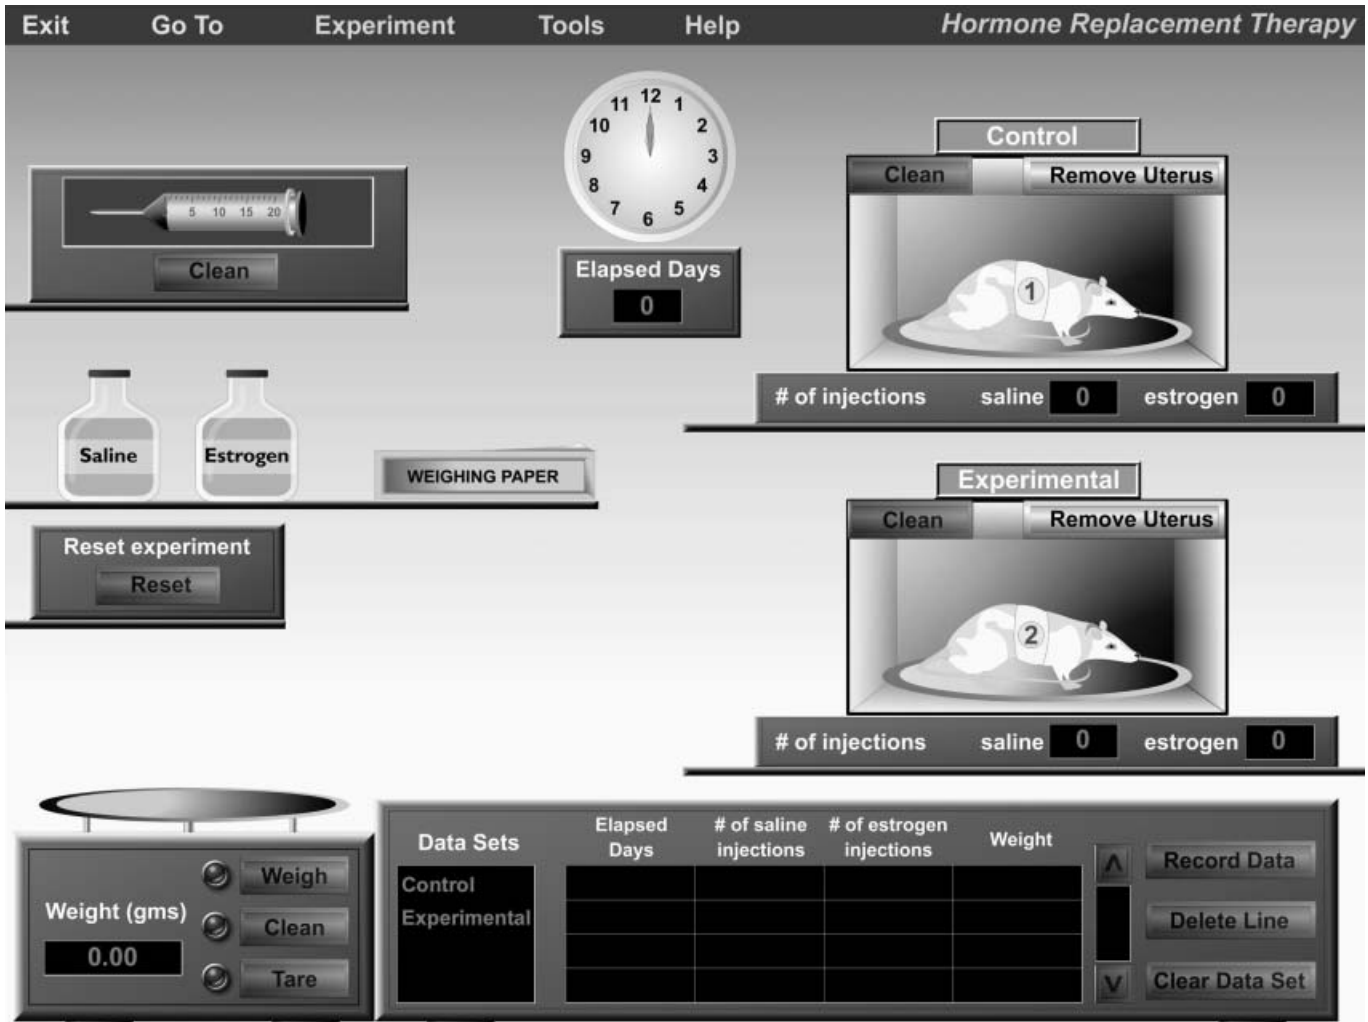 Exit Go To Experiment Tools Help Hormone Replacement Therapy
5 10 15 20
Clean
12
11 1
10 2
9 3
8 4
7 5
6
Elapsed Days
0
Control
Clean Remove Uterus
1
# of injections saline 0 estrogen 0
Saline
Estrogen
WEIGHING PAPER
Reset experiment
Reset
Experimental
Clean Remove Uterus
2
# of injections saline 0 estrogen 0
Weight (gms)
0.00
Weigh
Clean
Tare
Data Sets
Control
Experimental
Elapsed Days
# of saline injections
# of estrogen injections
Weight
Λ
V
Record Data
Delete Line
Clear Data Set